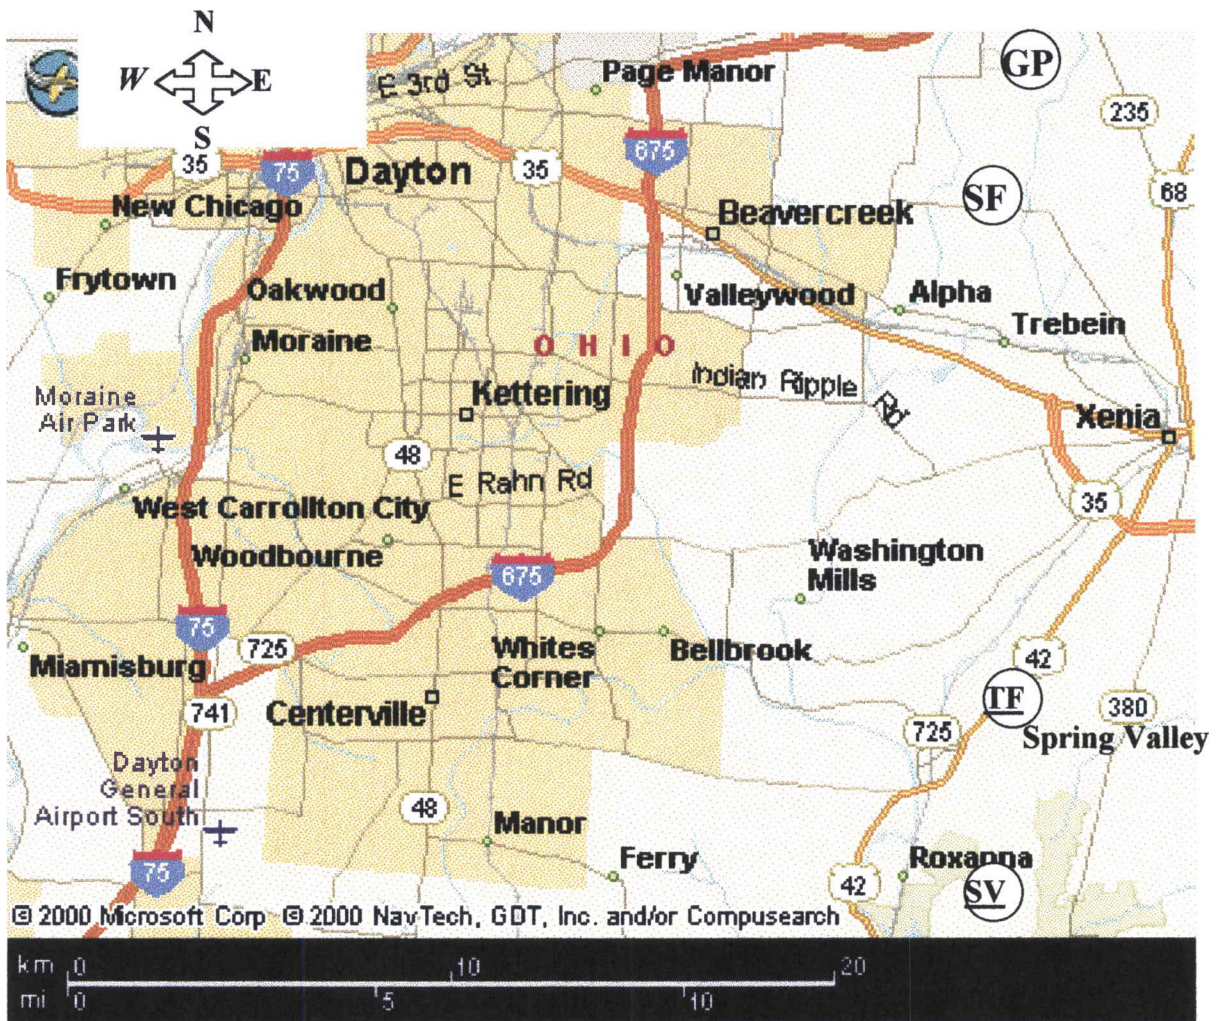 N
W E
S
E 3rd St
Page Manor
GP
235
35
75
Dayton
35
675
68
SF
New Chicago
Beavercreek
Frytown
Oakwood
Valleywood
Alpha
Trebein
Moraine
OHIO
Indian Ripple Rd
Moraine
Air Park
Kettering
Xenia
48
E Rahn Rd
35
West Carrollton City
Woodbourne
Washington
Mills
675
75
725
Whites
Corner
Bellbrook
42
Miamisburg
741
Centerville
TF
380
725
Spring Valley
Dayton
General
Airport South
48
Manor
75
Ferry
42
Roxanna
SV
© 2000 Microsoft Corp © 2000 NavTech, GDT, Inc. and/or Compusearch
km 0 10 20
mi 0 5 10